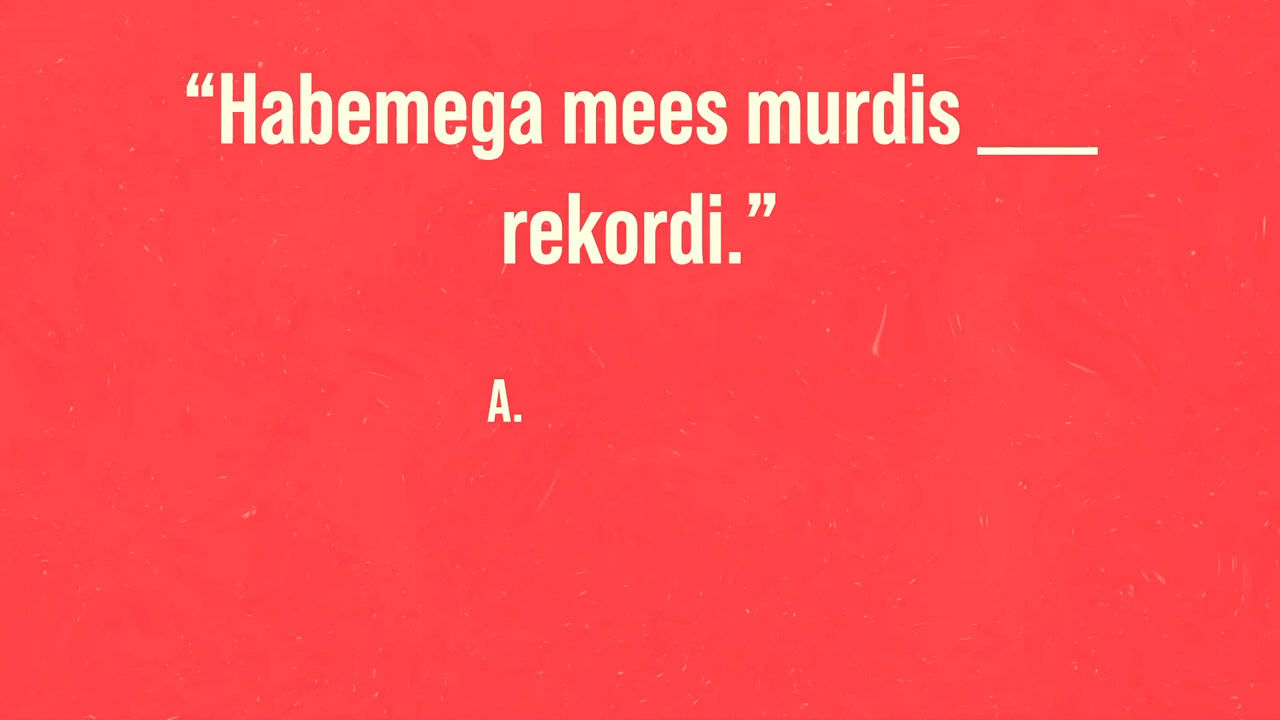 “Habemega mees murdis ___
rekordi.”
A.